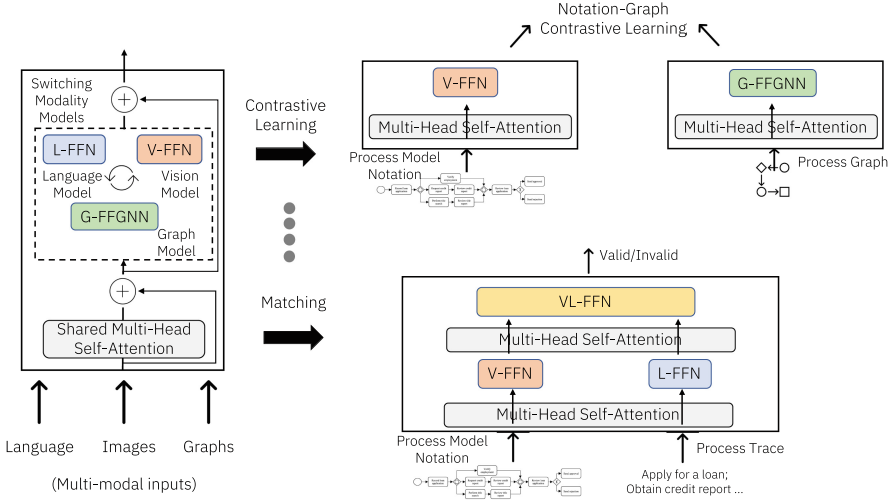 Switching
Modality
Models
L-FFN
V-FFN
Language
Model
Vision
Model
G-FFGNN
Graph
Model
Shared Multi-Head
Self-Attention
Language
Images
Graphs
(Multi-modal inputs)
Contrastive
Learning
Matching
Notation-Graph
Contrastive Learning
V-FFN
Multi-Head Self-Attention
Process Model
Notation
G-FFGNN
Multi-Head Self-Attention
Process Graph
Valid/Invalid
VL-FFN
Multi-Head Self-Attention
V-FFN
L-FFN
Multi-Head Self-Attention
Process Model
Notation
Process Trace
Apply for a loan;
Obtain credit report ...